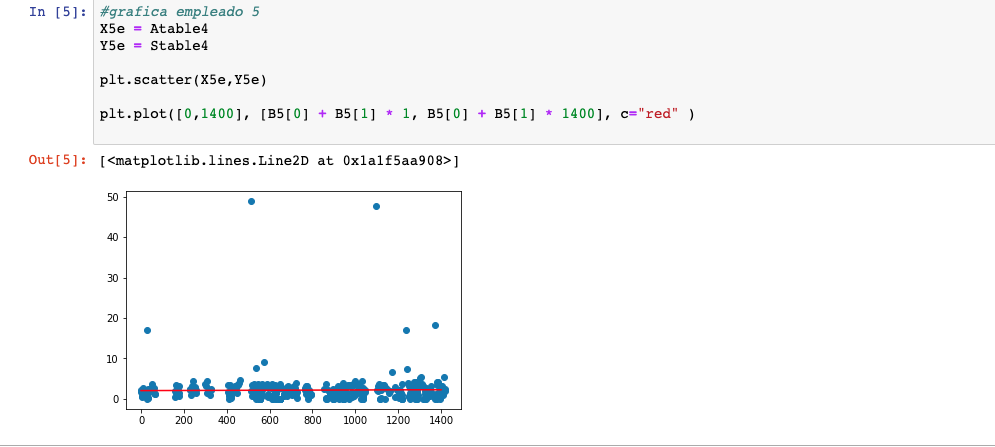 In [5]: #grafica empleado 5
X5e = Atable4
Y5e = Stable4
plt.scatter(X5e,Y5e)
plt.plot([0,1400], [B5[0] + B5[1] * 1, B5[0] + B5[1] * 1400], c="red" )
Out[5]: [<matplotlib.lines.Line2D at 0x1a1f5aa908>]
50
40
30
20
10
0
0 200 400 600 800 1000 1200 1400